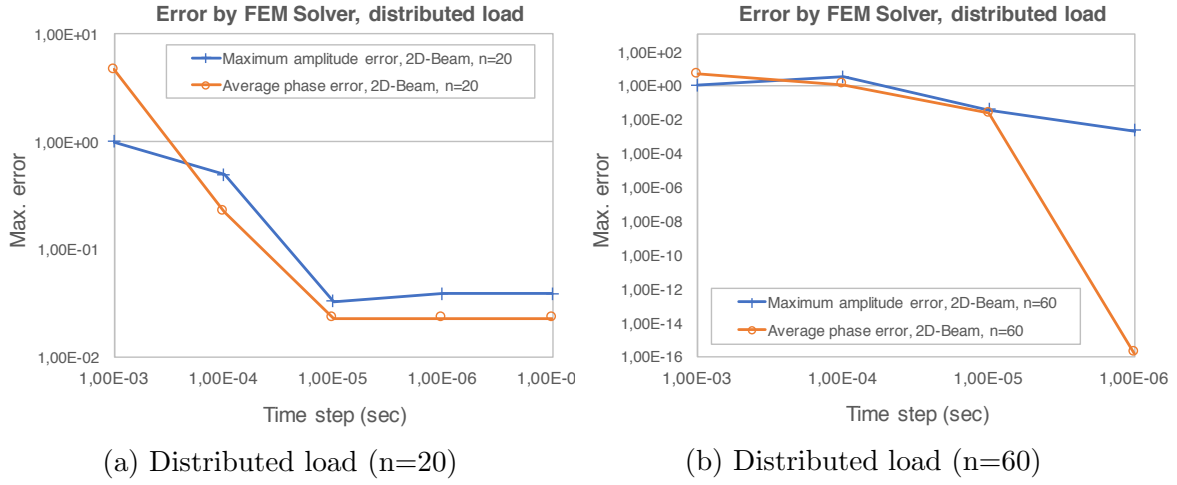 Error by FEM Solver, distributed load
1,00E+01
1,00E+00
1,00E-01
1,00E-02
Max. error
Maximum amplitude error, 2D-Beam, n=20
Average phase error, 2D-Beam, n=20
1,00E-03 1,00E-04 1,00E-05 1,00E-06 1,00E-0
Time step (sec)
(a) Distributed load (n=20)
Error by FEM Solver, distributed load
1,00E+02
1,00E+00
1,00E-02
1,00E-04
1,00E-06
1,00E-08
1,00E-10
1,00E-12
1,00E-14
1,00E-16
Max. error
Maximum amplitude error, 2D-Beam, n=60
Average phase error, 2D-Beam, n=60
1,00E-03 1,00E-04 1,00E-05 1,00E-06
Time step (sec)
(b) Distributed load (n=60)